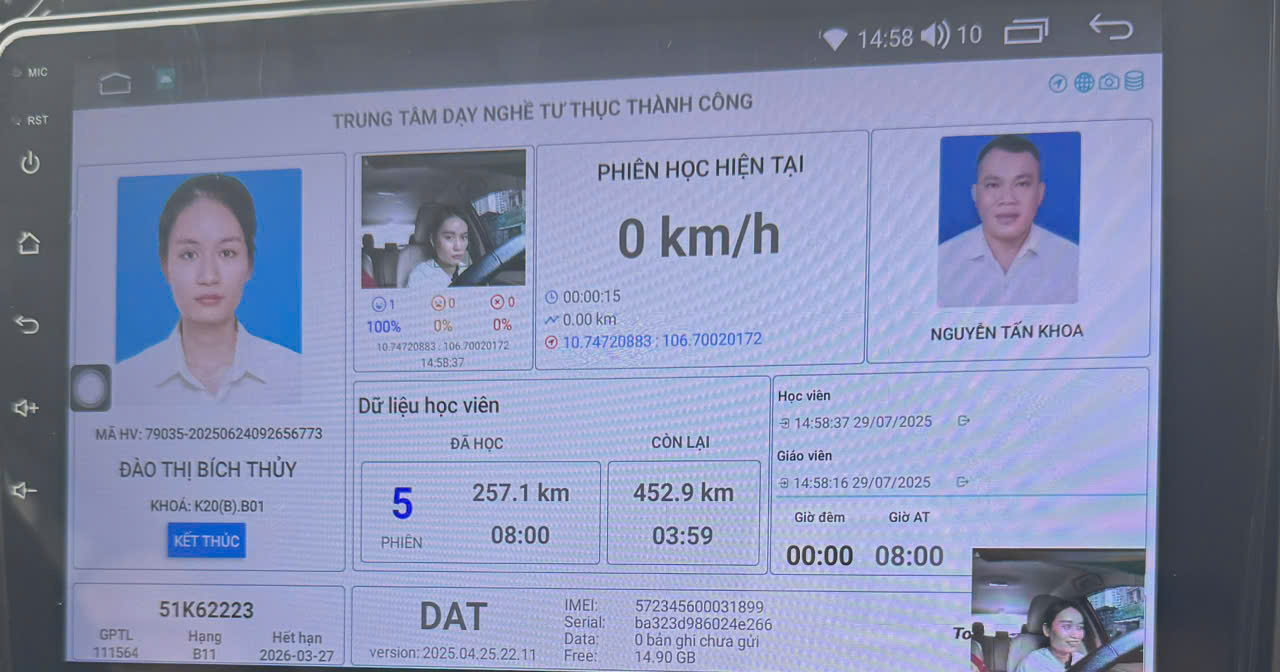 MIC
14:58 10
RST
TRUNG TÂM DẠY NGHỀ TƯ THỤC THÀNH CÔNG
PHIÊN HỌC HIỆN TẠI
0 km/h
1 0 0
100% 0% 0%
10.74720883 : 106.70020172
14:58:37
00:00:15
0.00 km
10.74720883 : 106.70020172
NGUYỄN TẤN KHOA
MÃ HV: 79035-20250624092656773
ĐÀO THỊ BÍCH THỦY
KHOÁ: K20(B).B01
KẾT THÚC
Dữ liệu học viên
ĐÃ HỌC
CÒN LẠI
5
PHIÊN
257.1 km
08:00
452.9 km
03:59
Học viên
14:58:37 29/07/2025
Giáo viên
14:58:16 29/07/2025
Giờ đêm Giờ AT
00:00 08:00
51K62223
GPTL Hạng Hết hạn
111564 B11 2026-03-27
DAT
version: 2025.04.25.22.11
IMEI: 572345600031899
Serial: ba323d986024e266
Data: 0 bản ghi chưa gửi
Free: 14.90 GB